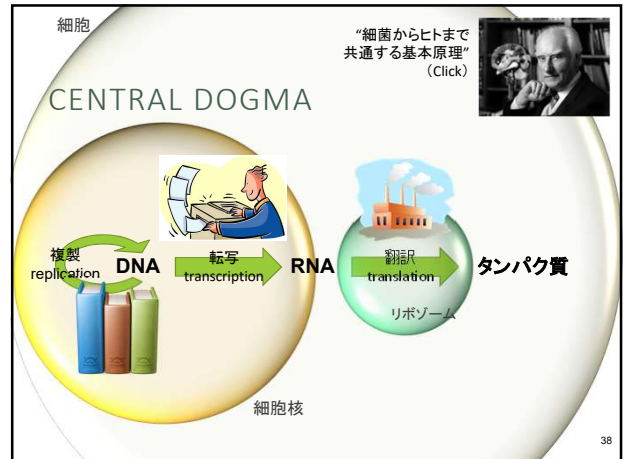 細胞
“細菌からヒトまで
共通する基本原理”
（Click）
CENTRAL DOGMA
複製
replication
DNA
転写
transcription
RNA
翻訳
translation
タンパク質
リボゾーム
細胞核
38